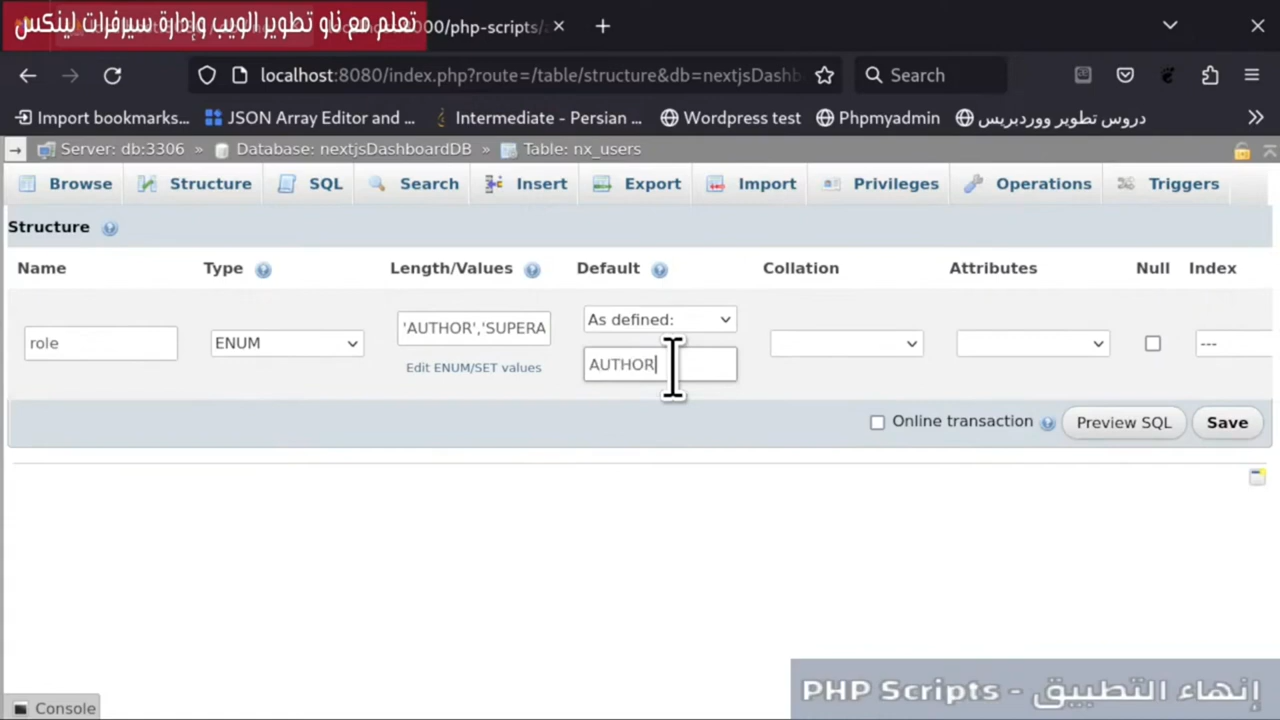 تعلم مع ناو تطوير الويب وإدارة سيرفرات لينكس
000/php-scripts/
localhost:8080/index.php?route=/table/structure&db=nextjsDashb
Search
Import bookmarks...
JSON Array Editor and ...
Intermediate - Persian ...
Wordpress test
Phpmyadmin
دروس تطوير ووردبريس
Server: db:3306 » Database: nextjsDashboardDB » Table: nx_users
Browse
Structure
SQL
Search
Insert
Export
Import
Privileges
Operations
Triggers
Structure
Name Type Length/Values Default Collation Attributes Null Index
role
ENUM
'AUTHOR','SUPERA
Edit ENUM/SET values
As defined:
AUTHOR
---
Online transaction
Preview SQL
Save
Console
إنهاء التطبيق - PHP Scripts